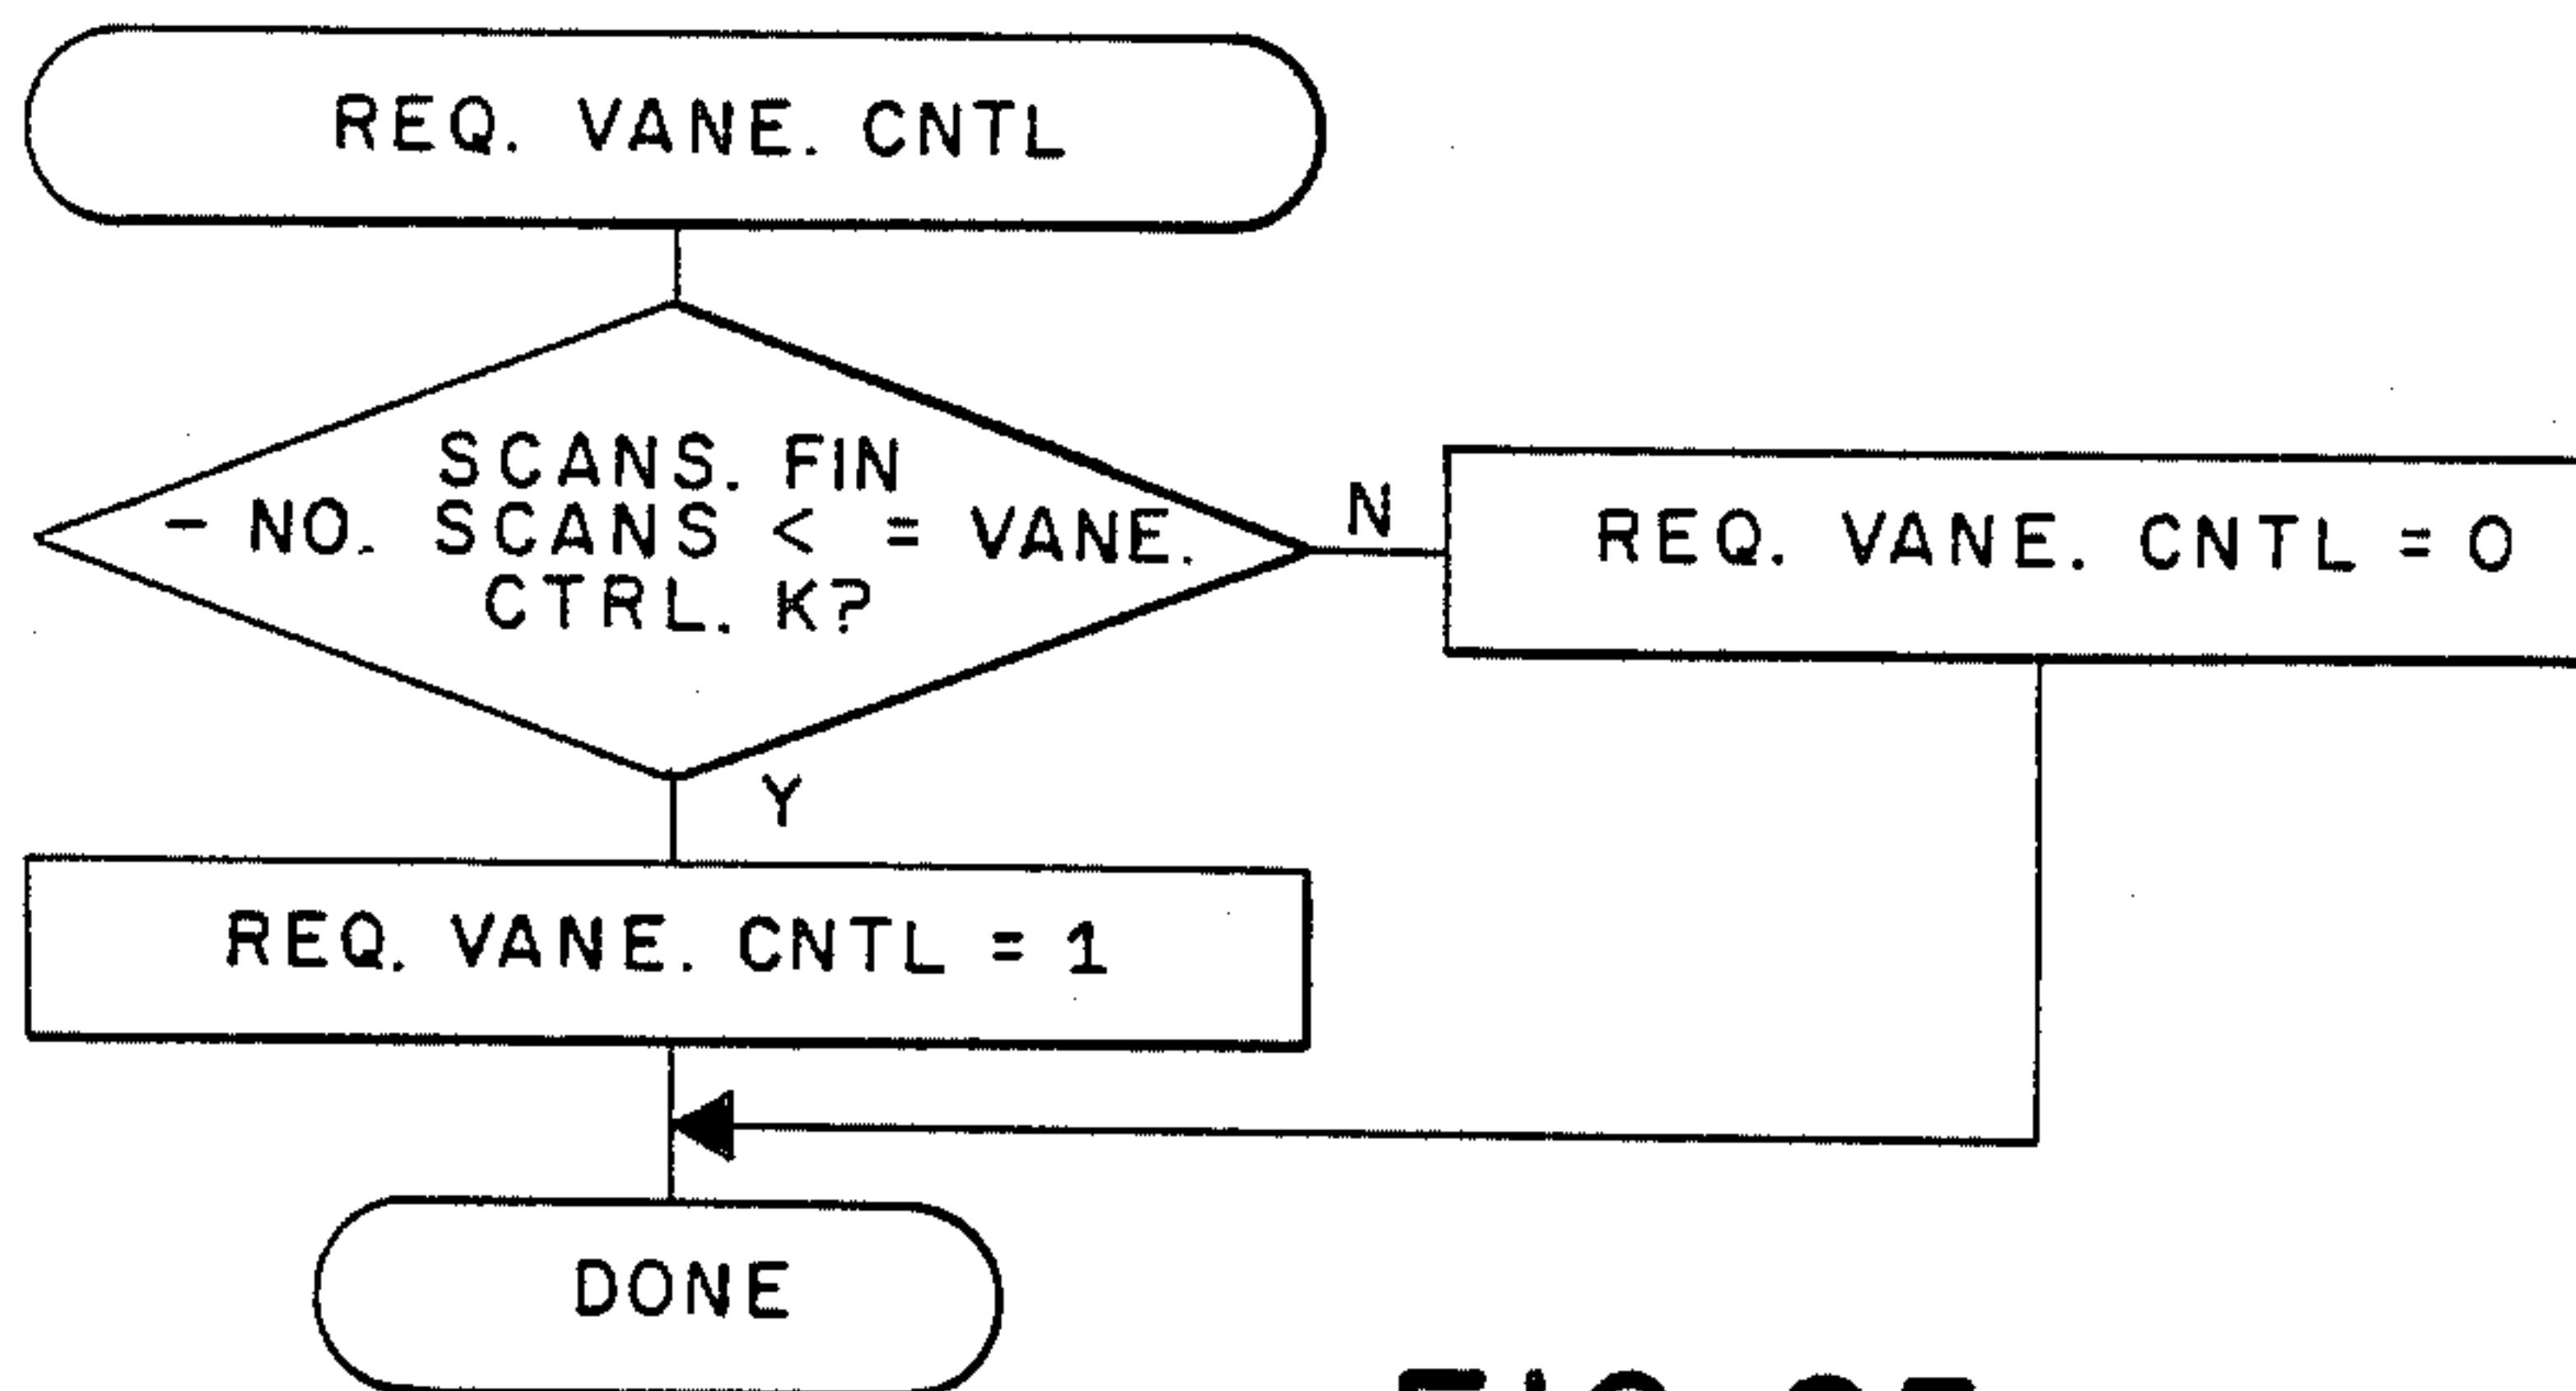 REQ. VANE. CNTL
SCANS. FIN
- NO. SCANS < = VANE.
CTRL. K?
N
REQ. VANE. CNTL = 0
Y
REQ. VANE. CNTL = 1
DONE